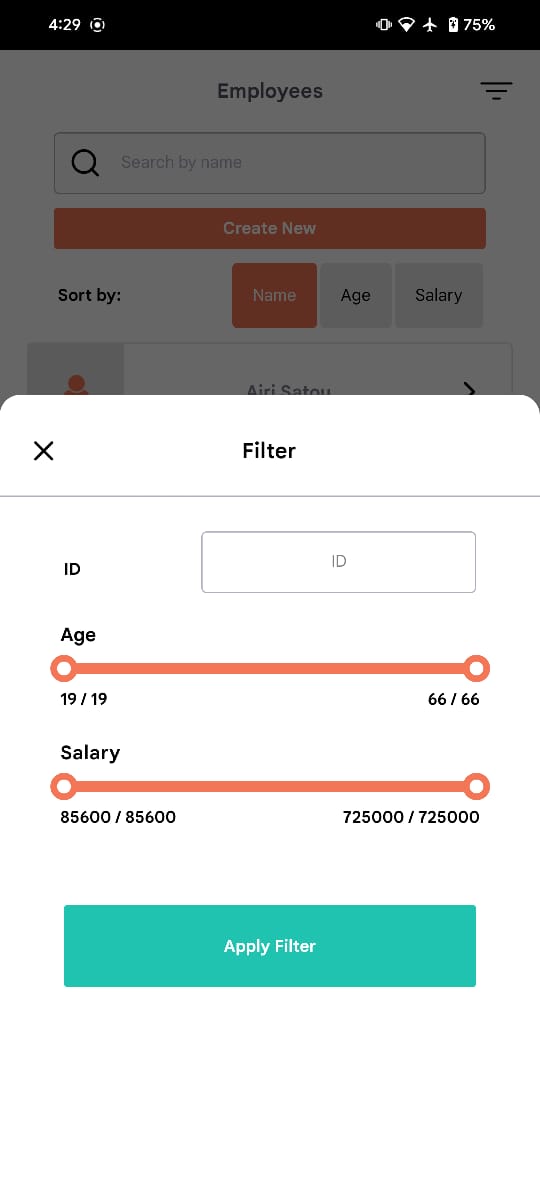 4:29
75%
Employees
Search by name
Create New
Sort by:
Name
Age
Salary
Airi Satou
Filter
ID
ID
Age
19 / 19
66 / 66
Salary
85600 / 85600
725000 / 725000
Apply Filter